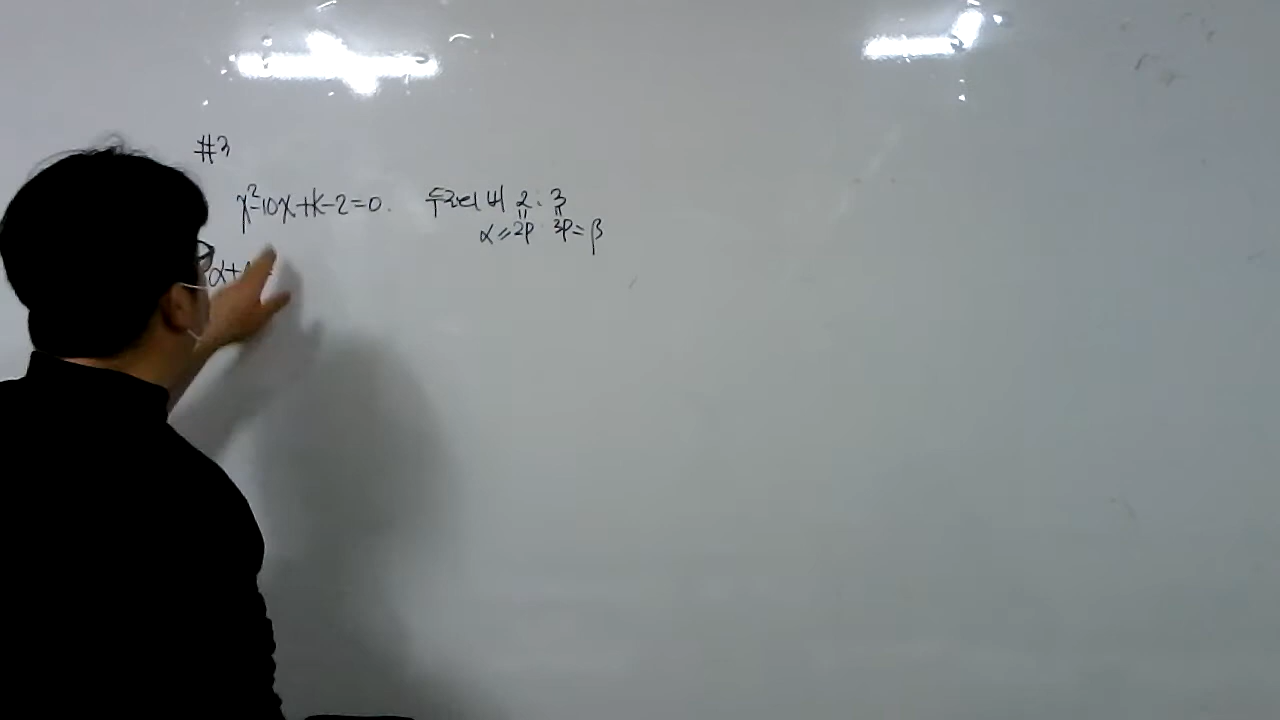 #3
x²-10x+k-2=0. 두근의 비 2:3
α=2p 3p=β
α+